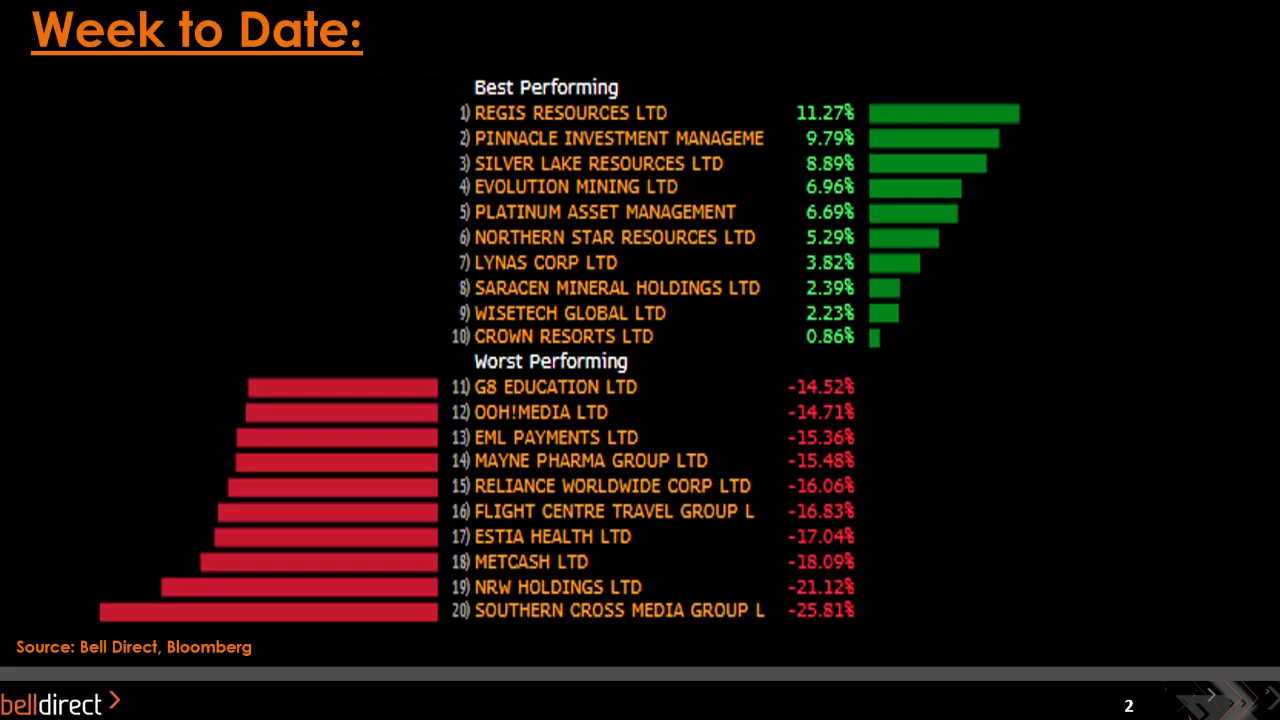 Week to Date:
Best Performing
1) REGIS RESOURCES LTD 11.27%
2) PINNACLE INVESTMENT MANAGEME 9.79%
3) SILVER LAKE RESOURCES LTD 8.89%
4) EVOLUTION MINING LTD 6.96%
5) PLATINUM ASSET MANAGEMENT 6.69%
6) NORTHERN STAR RESOURCES LTD 5.29%
7) LYNAS CORP LTD 3.82%
8) SARACEN MINERAL HOLDINGS LTD 2.39%
9) WISETECH GLOBAL LTD 2.23%
10) CROWN RESORTS LTD 0.86%
Worst Performing
11) G8 EDUCATION LTD -14.52%
12) OOH!MEDIA LTD -14.71%
13) EML PAYMENTS LTD -15.36%
14) MAYNE PHARMA GROUP LTD -15.48%
15) RELIANCE WORLDWIDE CORP LTD -16.06%
16) FLIGHT CENTRE TRAVEL GROUP L -16.83%
17) ESTIA HEALTH LTD -17.04%
18) METCASH LTD -18.09%
19) NRW HOLDINGS LTD -21.12%
20) SOUTHERN CROSS MEDIA GROUP L -25.81%
Source: Bell Direct, Bloomberg
belldirect
2